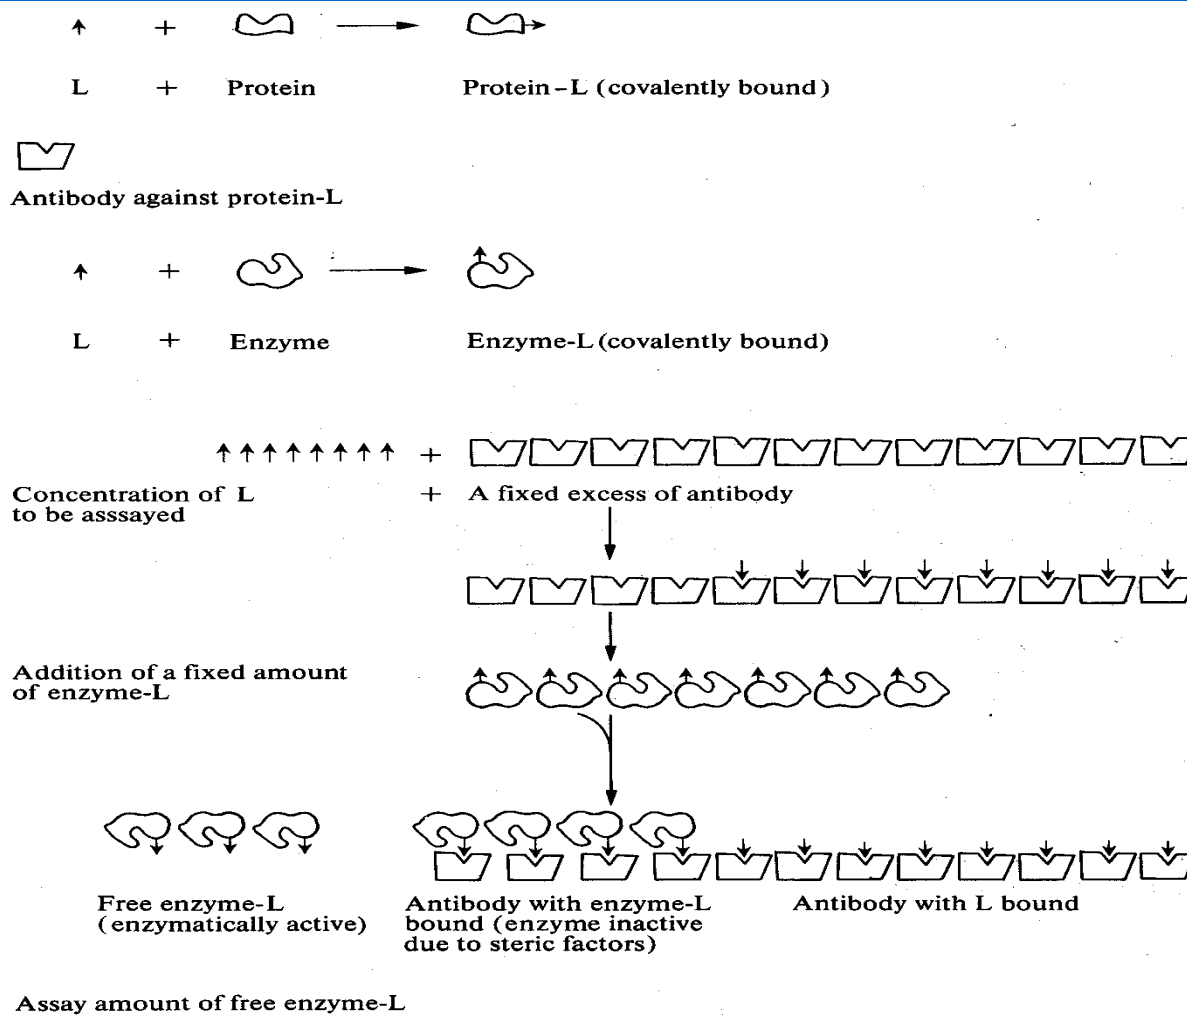 L + Protein Protein-L (covalently bound)
Antibody against protein-L
+
L + Enzyme Enzyme-L (covalently bound)
+
Concentration of L + A fixed excess of antibody
to be asssayed
Addition of a fixed amount
of enzyme-L
Free enzyme-L Antibody with enzyme-L Antibody with L bound
(enzymatically active) bound (enzyme inactive
due to steric factors)
Assay amount of free enzyme-L